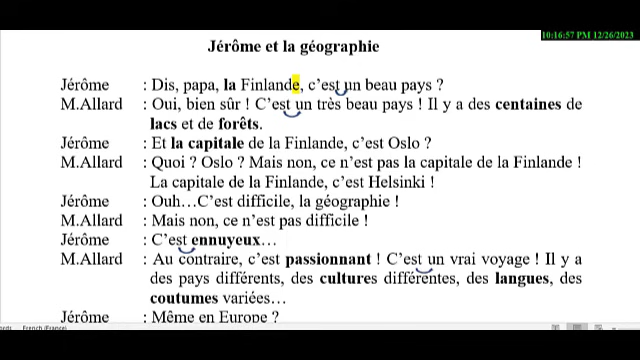 10:16:57 PM 12/26/2023
Jérôme et la géographie
Jérôme : Dis, papa, la Finlande, c'est un beau pays ?
M.Allard : Oui, bien sûr ! C'est un très beau pays ! Il y a des centaines de
lacs et de forêts.
Jérôme : Et la capitale de la Finlande, c'est Oslo ?
M.Allard : Quoi ? Oslo ? Mais non, ce n'est pas la capitale de la Finlande !
La capitale de la Finlande, c'est Helsinki !
Jérôme : Ouh…C'est difficile, la géographie !
M.Allard : Mais non, ce n'est pas difficile !
Jérôme : C'est ennuyeux…
M.Allard : Au contraire, c'est passionnant ! C'est un vrai voyage ! Il y a
des pays différents, des cultures différentes, des langues, des
coutumes variées…
Jérôme : Même en Europe ?
French (France)